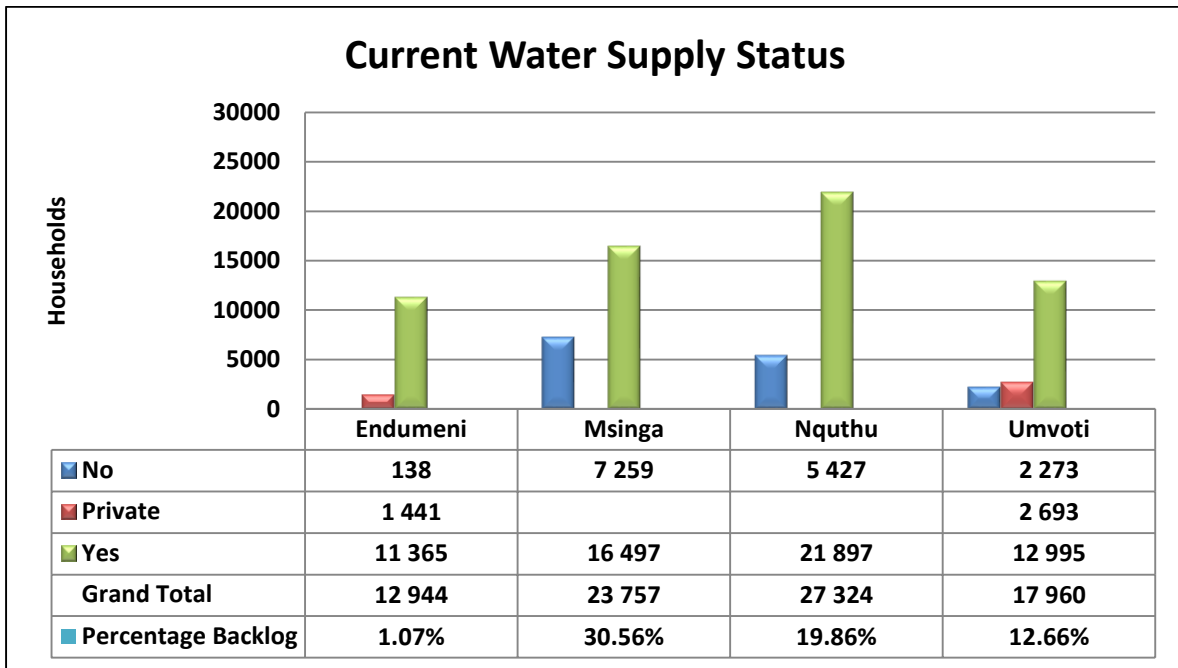 Current Water Supply Status
Households
30000
25000
20000
15000
10000
5000
0
Endumeni Msinga Nquthu Umvoti
No 138 7 259 5 427 2 273
Private 1 441 2 693
Yes 11 365 16 497 21 897 12 995
Grand Total 12 944 23 757 27 324 17 960
Percentage Backlog 1.07% 30.56% 19.86% 12.66%